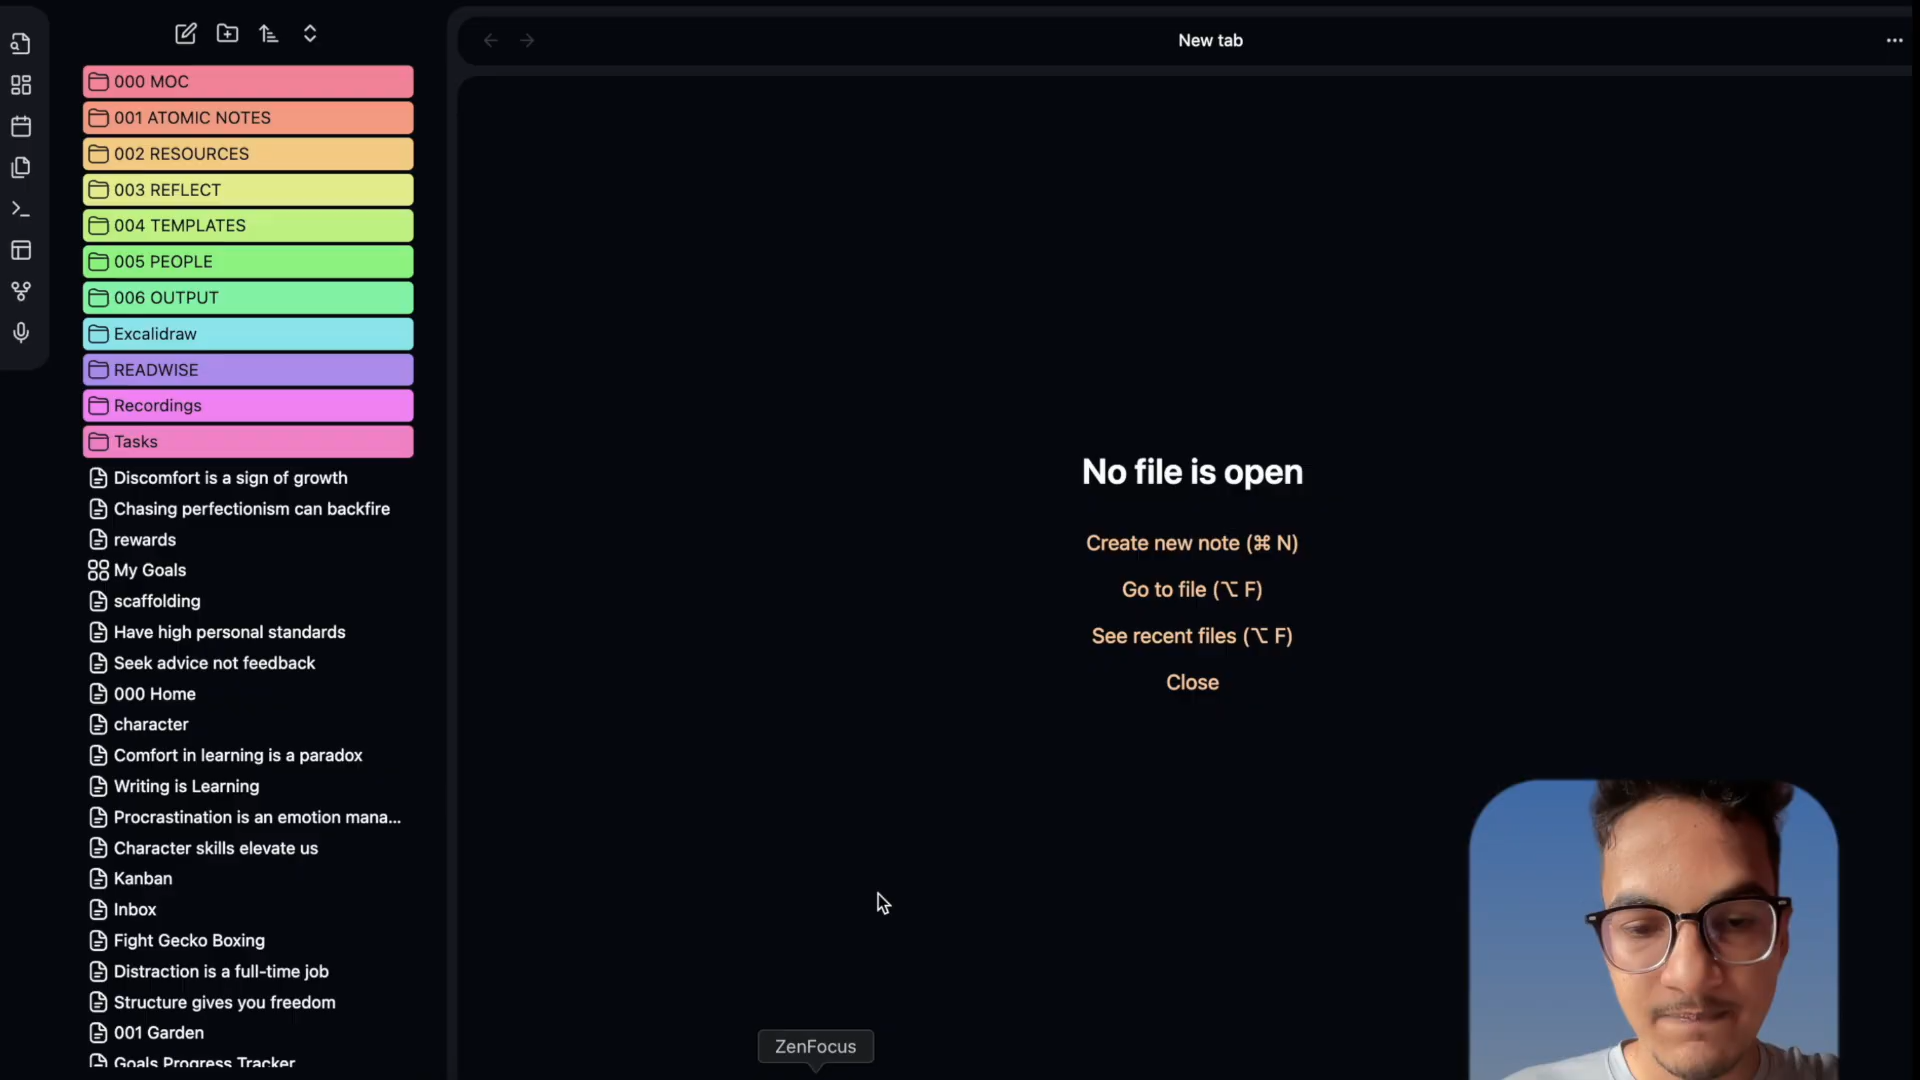 New tab
000 MOC
001 ATOMIC NOTES
002 RESOURCES
003 REFLECT
004 TEMPLATES
005 PEOPLE
006 OUTPUT
Excalidraw
READWISE
Recordings
Tasks
Discomfort is a sign of growth
Chasing perfectionism can backfire
rewards
My Goals
scaffolding
Have high personal standards
Seek advice not feedback
000 Home
character
Comfort in learning is a paradox
Writing is Learning
Procrastination is an emotion mana...
Character skills elevate us
Kanban
Inbox
Fight Gecko Boxing
Distraction is a full-time job
Structure gives you freedom
001 Garden
Goals Progress Tracker
No file is open
Create new note (⌘ N)
Go to file (⌥ F)
See recent files (⌥ F)
Close
ZenFocus